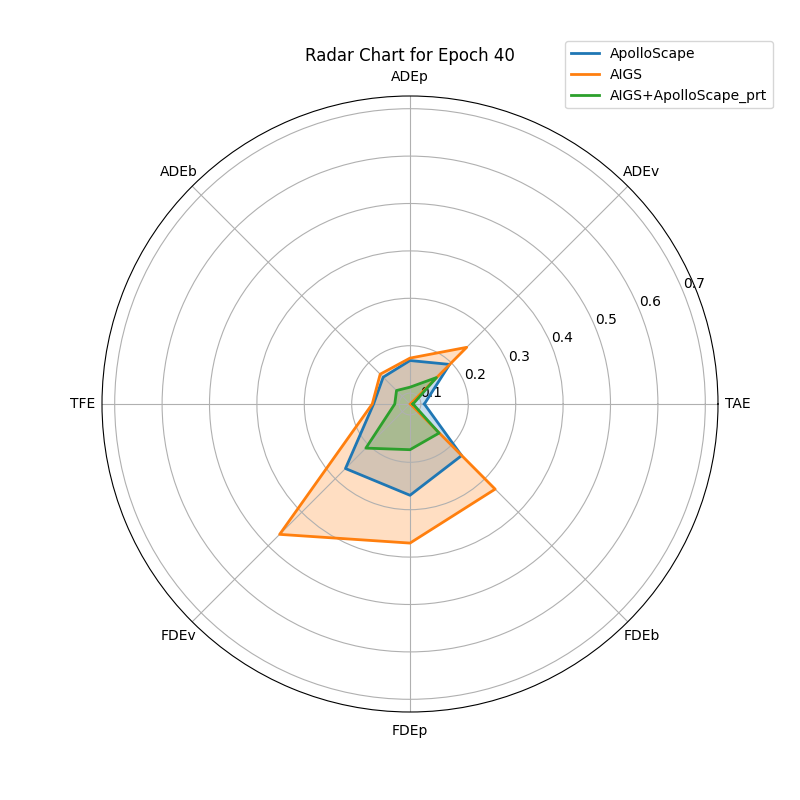 Radar Chart for Epoch 40
ApolloScape
AIGS
AIGS+ApolloScape_prt
ADEp
ADEb
ADEv
0.7
0.6
0.5
0.4
0.3
0.2
0.1
TFE
TAE
FDEv
FDEb
FDEp